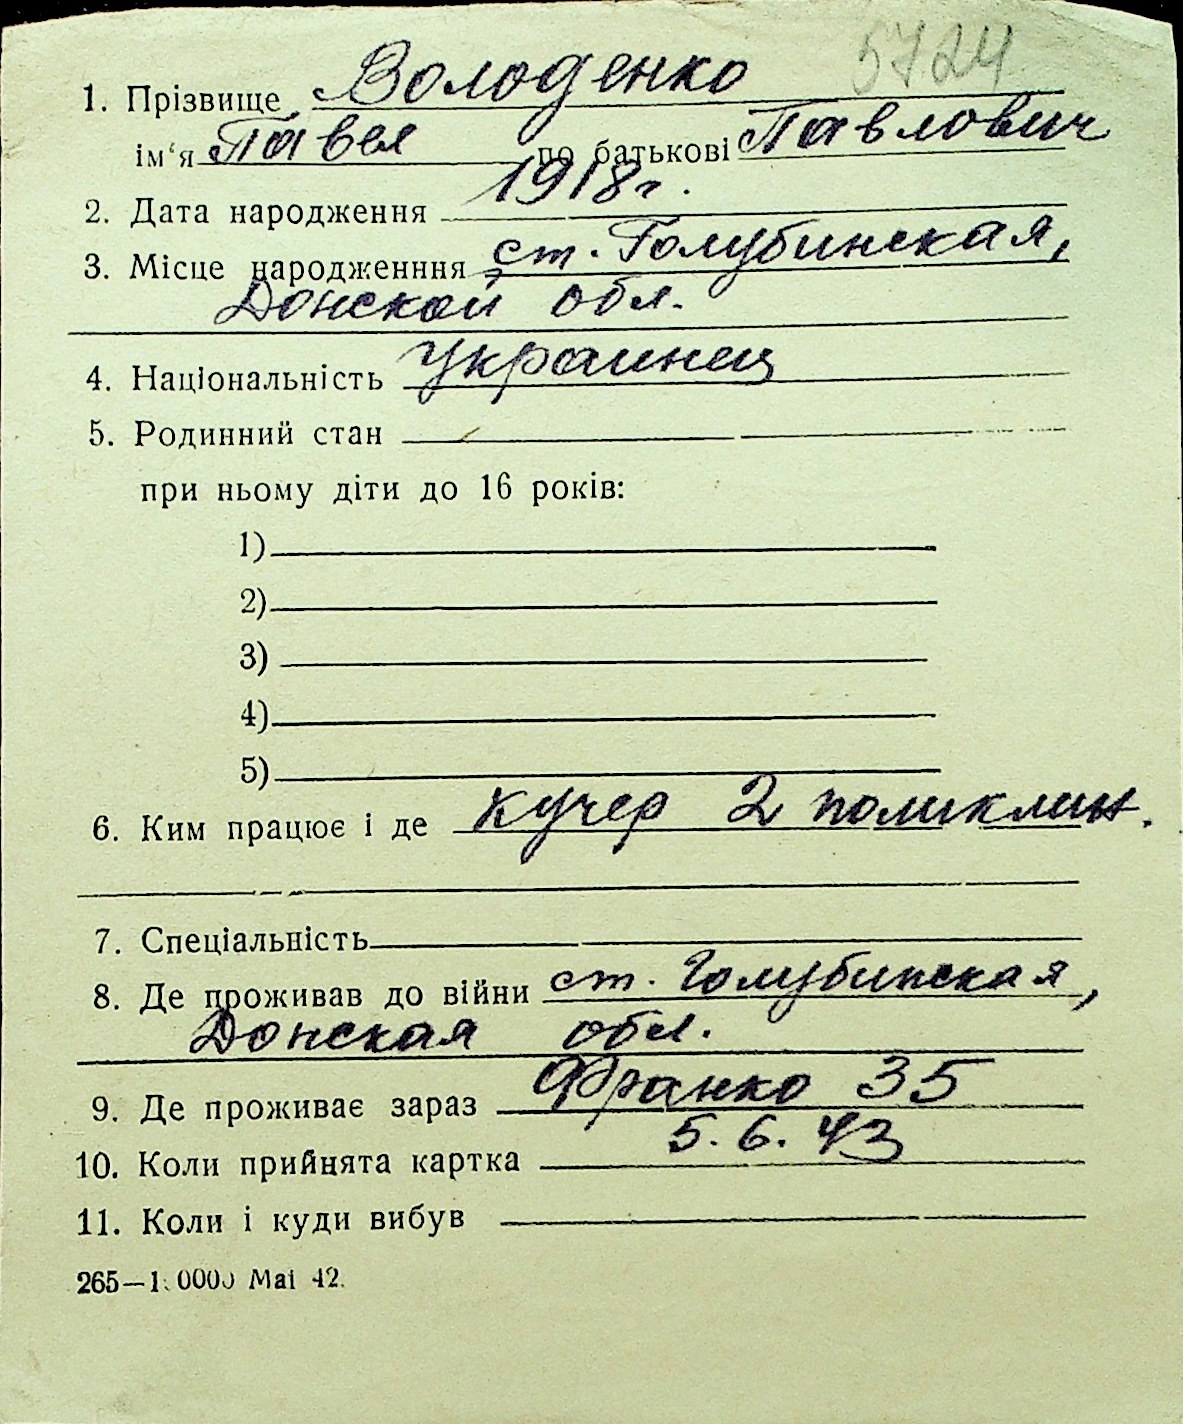 5724
1. Прізвище Володенко
ім‘я Павел по батькові Павлович
2. Дата народження 1918 г.
3. Місце народженння ст. Голубинская,
Донской обл.
4. Національність Украинец
5. Родинний стан
при ньому діти до 16 років:
1)
2)
3)
4)
5)
6. Ким працює і де кучер 2 поликлин.
7. Спеціальність
8. Де проживав до війни ст. Голубинская,
Донская обл.
9. Де проживає зараз Франко 35
10. Коли прийнята картка 5.6.43
11. Коли і куди вибув
265—1 0000 Mai 42.